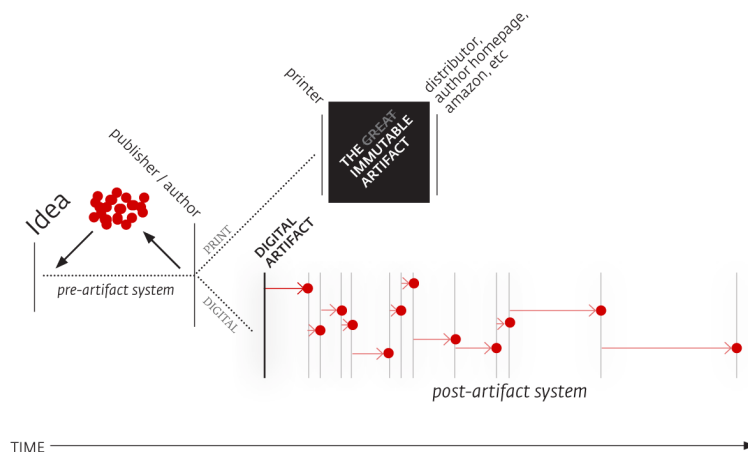 Idea
pre-artifact system
publisher / author
PRINT
DIGITAL
printer
THE GREAT
IMMUTABLE
ARTIFACT
distributor,
author homepage,
amazon, etc
DIGITAL
ARTIFACT
post-artifact system
TIME